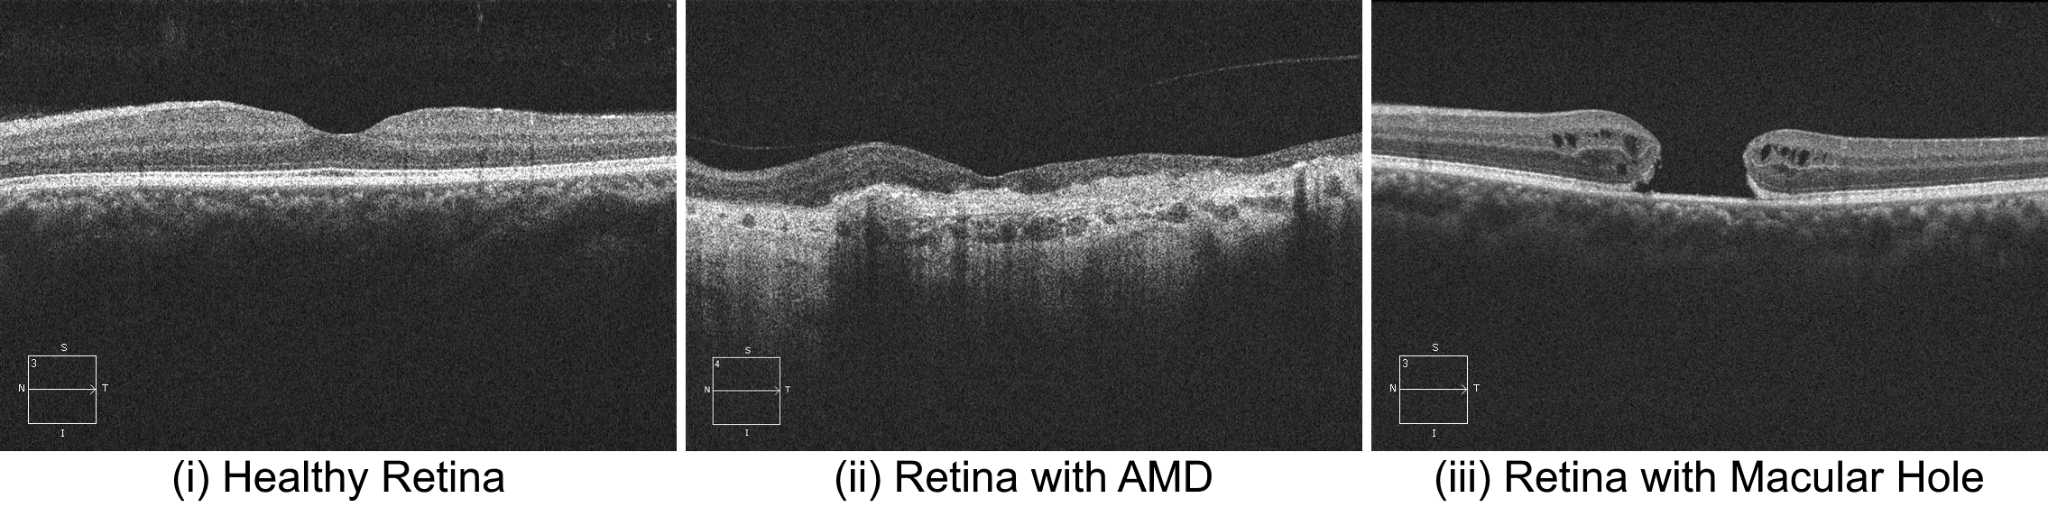 S
3
N T
I
S
4
N T
I
S
3
N T
I
(i) Healthy Retina
(ii) Retina with AMD
(iii) Retina with Macular Hole